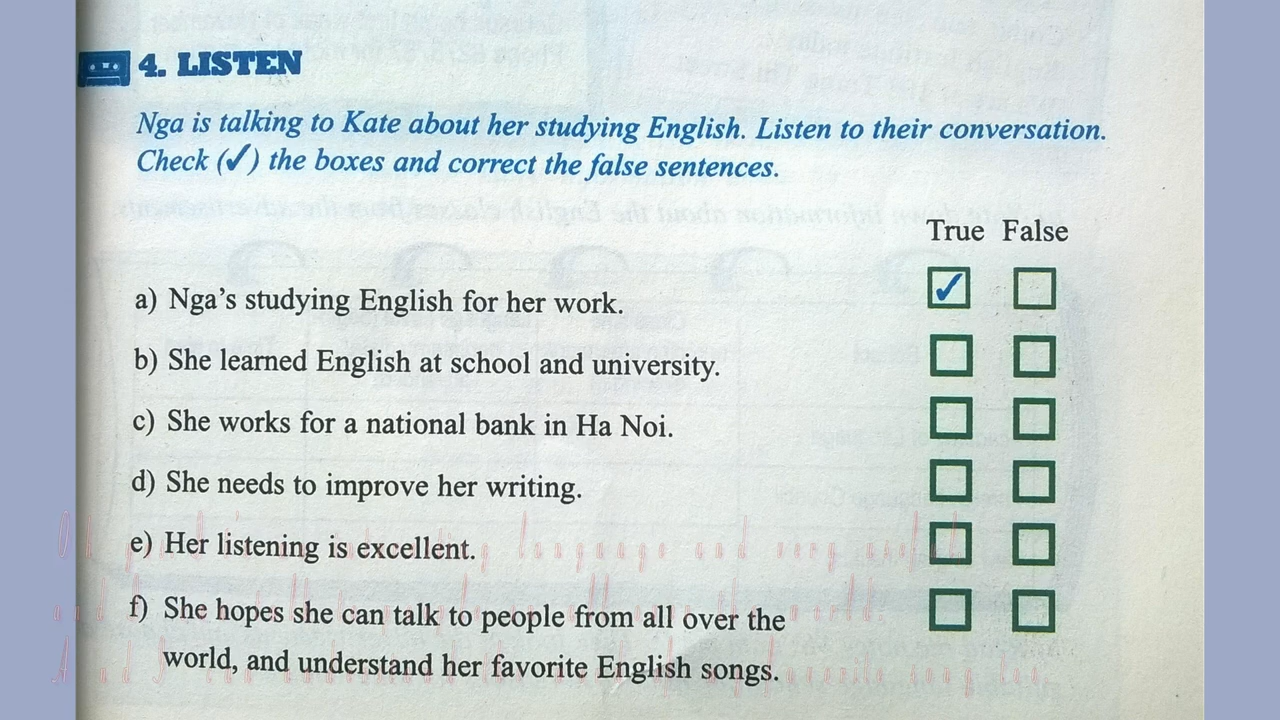 4. LISTEN
Nga is talking to Kate about her studying English. Listen to their conversation.
Check (✓) the boxes and correct the false sentences.
True False
a) Nga's studying English for her work. ✓
b) She learned English at school and university.
c) She works for a national bank in Ha Noi.
d) She needs to improve her writing.
e) Her listening is excellent.
f) She hopes she can talk to people from all over the
world, and understand her favorite English songs.